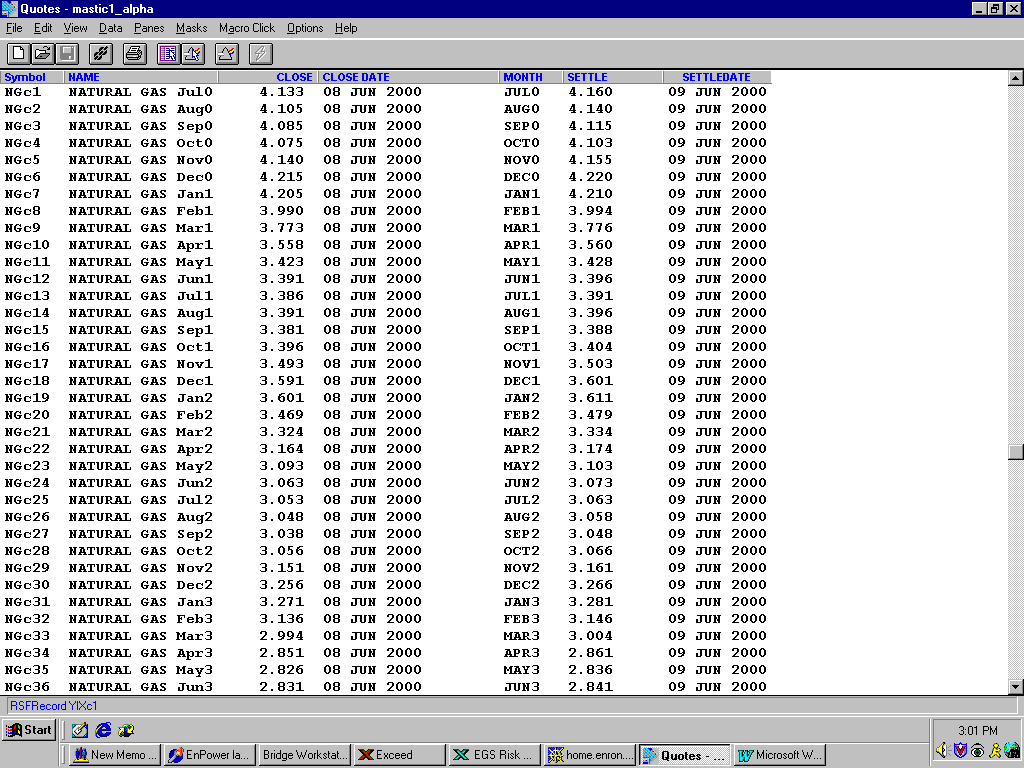 Quotes - mastic1_alpha
File Edit View Data Panes Masks Macro Click Options Help
Symbol NAME CLOSE CLOSE DATE MONTH SETTLE SETTLEDATE
NGc1 NATURAL GAS Jul0 4.133 08 JUN 2000 JUL0 4.160 09 JUN 2000
NGc2 NATURAL GAS Aug0 4.105 08 JUN 2000 AUG0 4.140 09 JUN 2000
NGc3 NATURAL GAS Sep0 4.085 08 JUN 2000 SEP0 4.115 09 JUN 2000
NGc4 NATURAL GAS Oct0 4.075 08 JUN 2000 OCT0 4.103 09 JUN 2000
NGc5 NATURAL GAS Nov0 4.140 08 JUN 2000 NOV0 4.155 09 JUN 2000
NGc6 NATURAL GAS Dec0 4.215 08 JUN 2000 DEC0 4.220 09 JUN 2000
NGc7 NATURAL GAS Jan1 4.205 08 JUN 2000 JAN1 4.210 09 JUN 2000
NGc8 NATURAL GAS Feb1 3.990 08 JUN 2000 FEB1 3.994 09 JUN 2000
NGc9 NATURAL GAS Mar1 3.773 08 JUN 2000 MAR1 3.776 09 JUN 2000
NGc10 NATURAL GAS Apr1 3.558 08 JUN 2000 APR1 3.560 09 JUN 2000
NGc11 NATURAL GAS May1 3.423 08 JUN 2000 MAY1 3.428 09 JUN 2000
NGc12 NATURAL GAS Jun1 3.391 08 JUN 2000 JUN1 3.396 09 JUN 2000
NGc13 NATURAL GAS Jul1 3.386 08 JUN 2000 JUL1 3.391 09 JUN 2000
NGc14 NATURAL GAS Aug1 3.391 08 JUN 2000 AUG1 3.396 09 JUN 2000
NGc15 NATURAL GAS Sep1 3.381 08 JUN 2000 SEP1 3.388 09 JUN 2000
NGc16 NATURAL GAS Oct1 3.396 08 JUN 2000 OCT1 3.404 09 JUN 2000
NGc17 NATURAL GAS Nov1 3.493 08 JUN 2000 NOV1 3.503 09 JUN 2000
NGc18 NATURAL GAS Dec1 3.591 08 JUN 2000 DEC1 3.601 09 JUN 2000
NGc19 NATURAL GAS Jan2 3.601 08 JUN 2000 JAN2 3.611 09 JUN 2000
NGc20 NATURAL GAS Feb2 3.469 08 JUN 2000 FEB2 3.479 09 JUN 2000
NGc21 NATURAL GAS Mar2 3.324 08 JUN 2000 MAR2 3.334 09 JUN 2000
NGc22 NATURAL GAS Apr2 3.164 08 JUN 2000 APR2 3.174 09 JUN 2000
NGc23 NATURAL GAS May2 3.093 08 JUN 2000 MAY2 3.103 09 JUN 2000
NGc24 NATURAL GAS Jun2 3.063 08 JUN 2000 JUN2 3.073 09 JUN 2000
NGc25 NATURAL GAS Jul2 3.053 08 JUN 2000 JUL2 3.063 09 JUN 2000
NGc26 NATURAL GAS Aug2 3.048 08 JUN 2000 AUG2 3.058 09 JUN 2000
NGc27 NATURAL GAS Sep2 3.038 08 JUN 2000 SEP2 3.048 09 JUN 2000
NGc28 NATURAL GAS Oct2 3.056 08 JUN 2000 OCT2 3.066 09 JUN 2000
NGc29 NATURAL GAS Nov2 3.151 08 JUN 2000 NOV2 3.161 09 JUN 2000
NGc30 NATURAL GAS Dec2 3.256 08 JUN 2000 DEC2 3.266 09 JUN 2000
NGc31 NATURAL GAS Jan3 3.271 08 JUN 2000 JAN3 3.281 09 JUN 2000
NGc32 NATURAL GAS Feb3 3.136 08 JUN 2000 FEB3 3.146 09 JUN 2000
NGc33 NATURAL GAS Mar3 2.994 08 JUN 2000 MAR3 3.004 09 JUN 2000
NGc34 NATURAL GAS Apr3 2.851 08 JUN 2000 APR3 2.861 09 JUN 2000
NGc35 NATURAL GAS May3 2.826 08 JUN 2000 MAY3 2.836 09 JUN 2000
NGc36 NATURAL GAS Jun3 2.831 08 JUN 2000 JUN3 2.841 09 JUN 2000
RSFRecord YIXc1
Start 3:01 PM
New Memo ... EnPower la... Bridge Workstat... Exceed EGS Risk ... home.enron.... Quotes - ... Microsoft W...